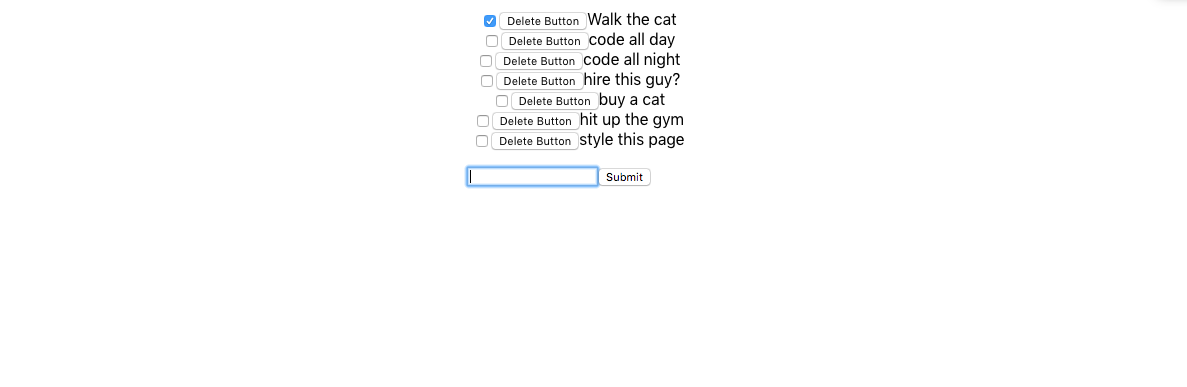 Delete Button Walk the cat
Delete Button code all day
Delete Button code all night
Delete Button hire this guy?
Delete Button buy a cat
Delete Button hit up the gym
Delete Button style this page
Submit